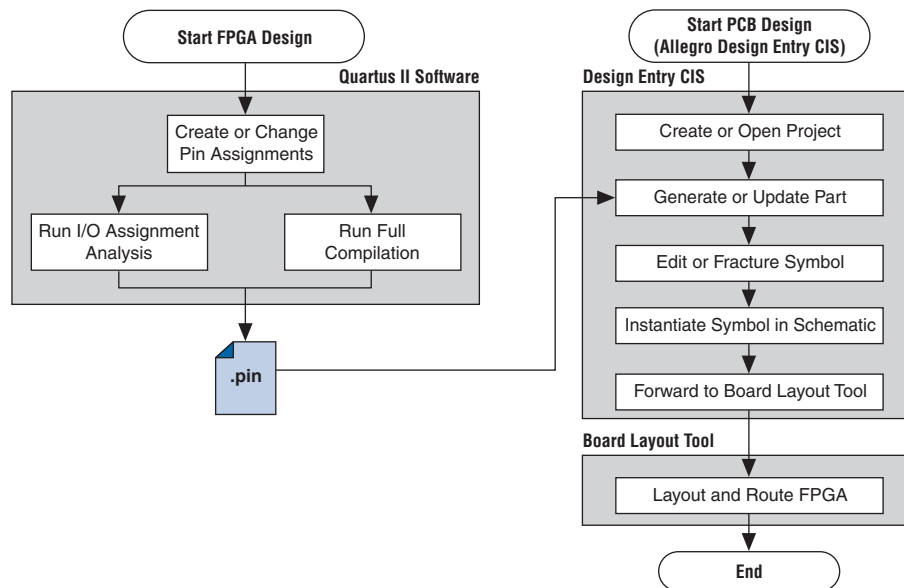 Start FPGA Design
Quartus II Software
Create or Change
Pin Assignments
Run I/O Assignment
Analysis
Run Full
Compilation
.pin
Start PCB Design
(Allegro Design Entry CIS)
Design Entry CIS
Create or Open Project
Generate or Update Part
Edit or Fracture Symbol
Instantiate Symbol in Schematic
Forward to Board Layout Tool
Board Layout Tool
Layout and Route FPGA
End